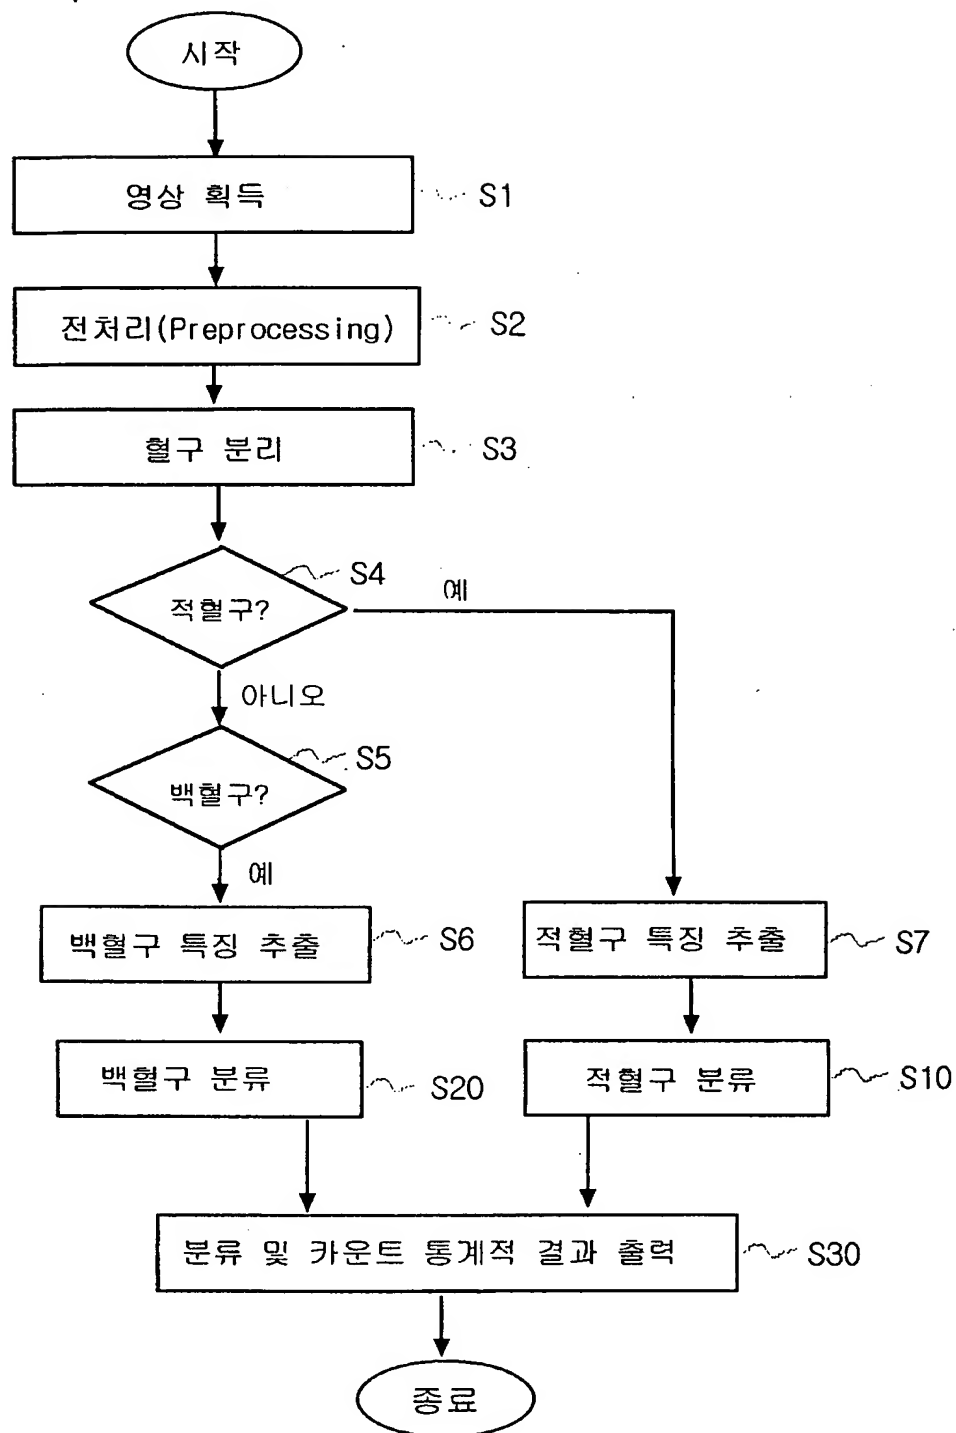 시작
영상 획득
S1
전처리(Preprocessing)
S2
혈구 분리
S3
S4
적혈구?
예
아니오
S5
백혈구?
예
백혈구 특징 추출
S6
적혈구 특징 추출
S7
백혈구 분류
S20
적혈구 분류
S10
분류 및 카운트 통계적 결과 출력
S30
종료